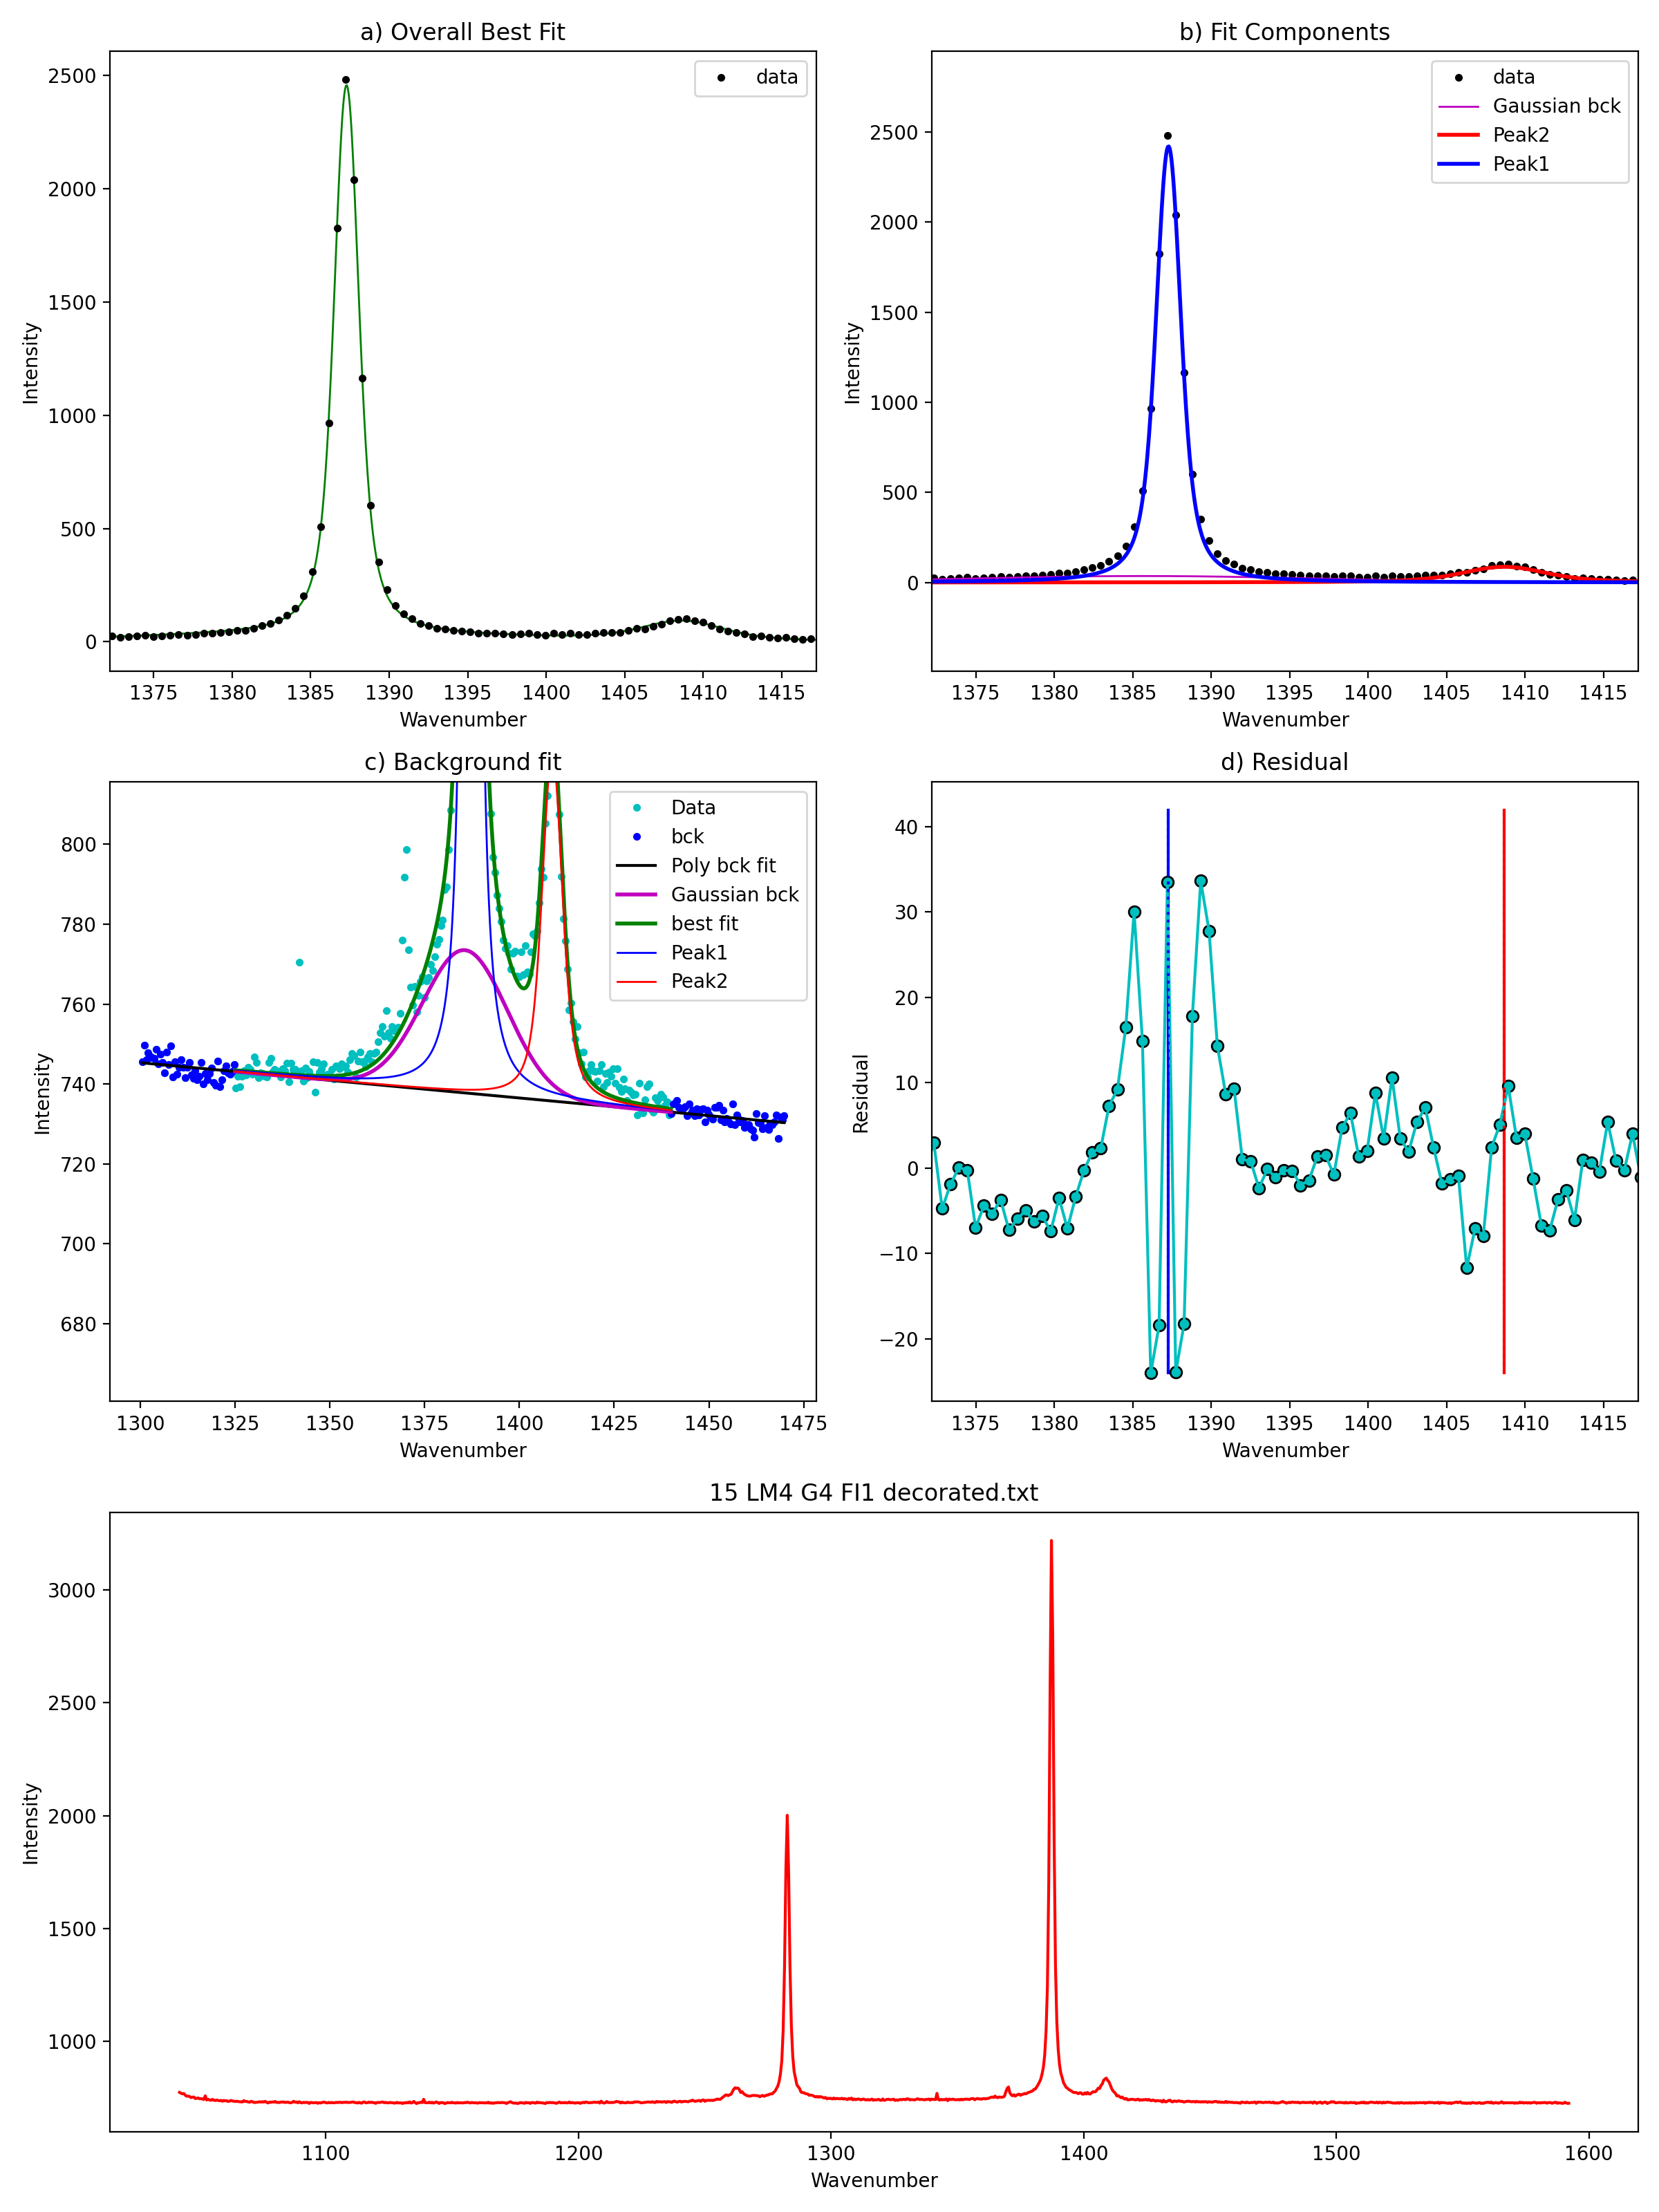 a) Overall Best Fit
2500
2000
1500
1000
500
0
Intensity
data
1375 1380 1385 1390 1395 1400 1405 1410 1415
Wavenumber
b) Fit Components
2500
2000
1500
1000
500
0
Intensity
data
Gaussian bck
Peak2
Peak1
1375 1380 1385 1390 1395 1400 1405 1410 1415
Wavenumber
c) Background fit
800
780
760
740
720
700
680
Intensity
Data
bck
Poly bck fit
Gaussian bck
best fit
Peak1
Peak2
1300 1325 1350 1375 1400 1425 1450 1475
Wavenumber
d) Residual
40
30
20
10
0
−10
−20
Residual
1375 1380 1385 1390 1395 1400 1405 1410 1415
Wavenumber
15 LM4 G4 FI1 decorated.txt
3000
2500
2000
1500
1000
Intensity
1100 1200 1300 1400 1500 1600
Wavenumber